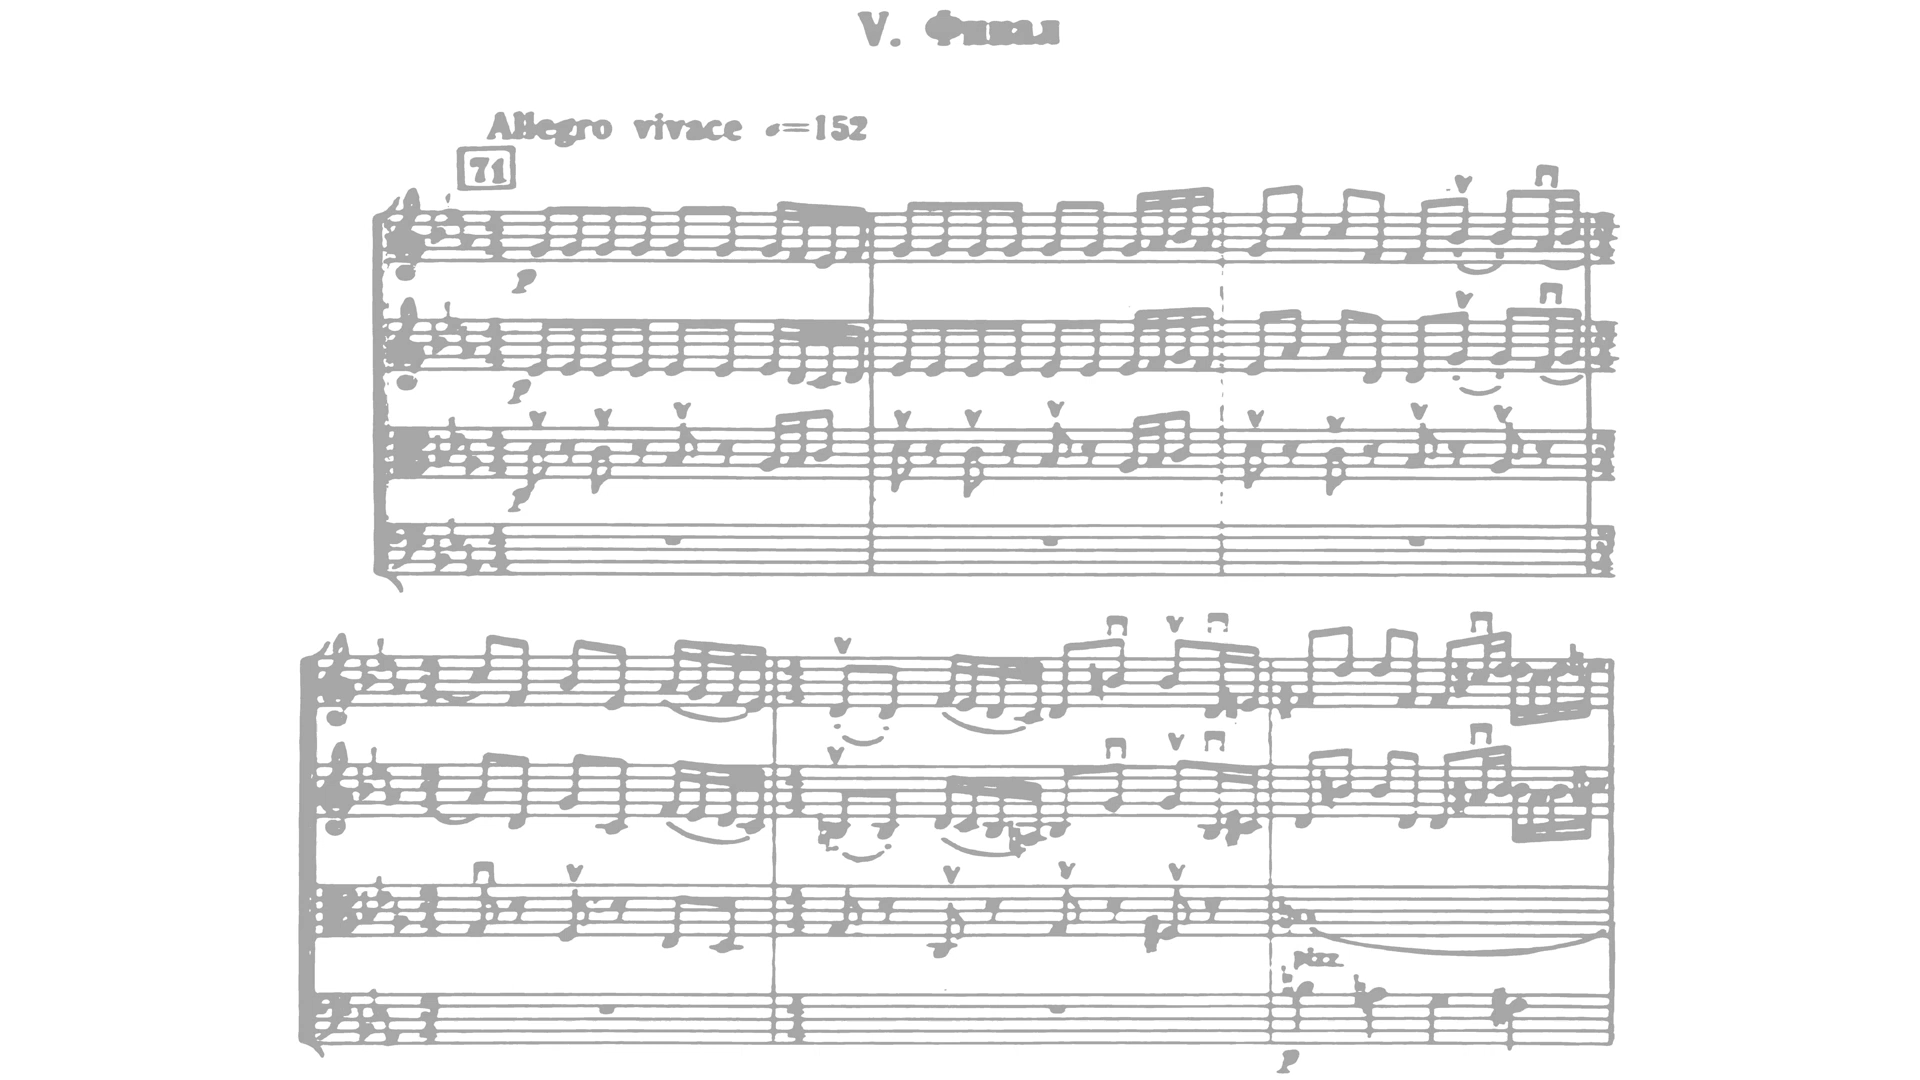 V. Финал
Allegro vivace 𝅘𝅥=152
71
p
p
p
pizz.
p